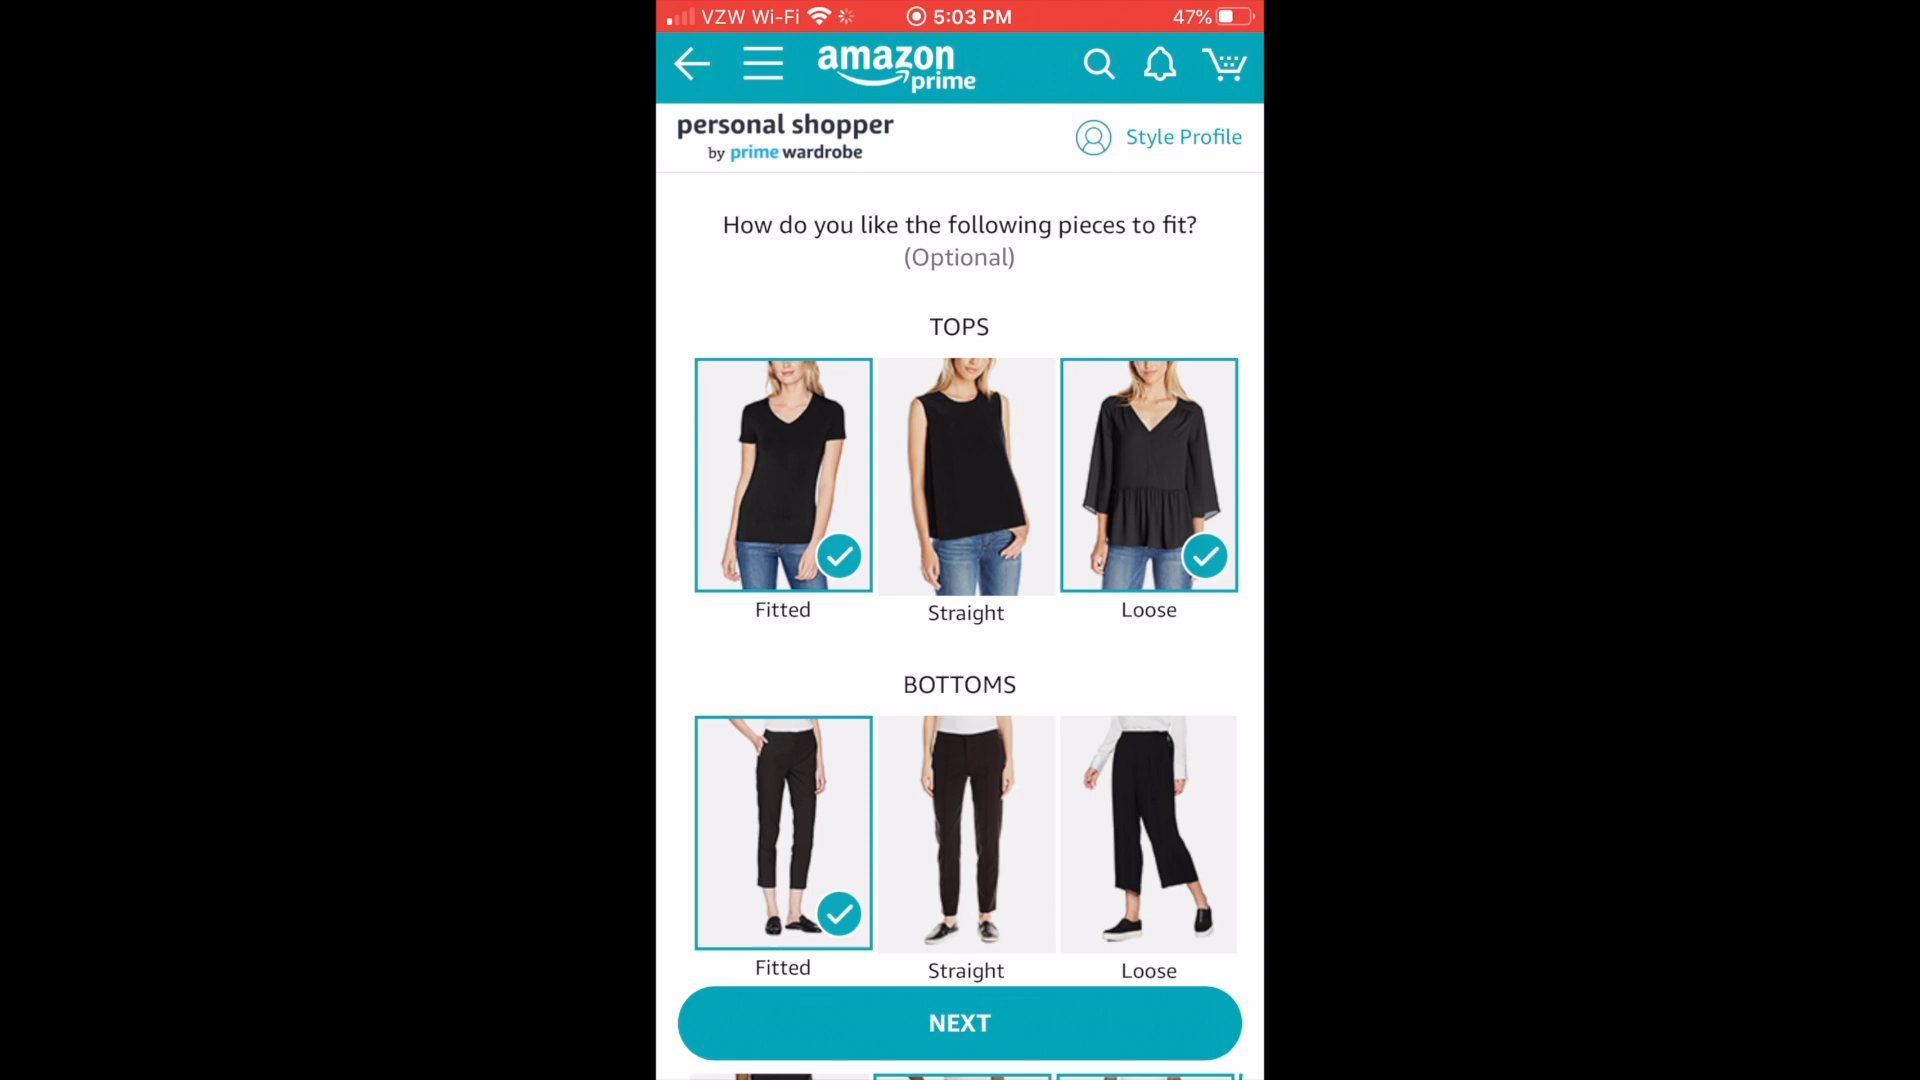 VZW Wi-Fi 5:03 PM 47%
amazon
prime
personal shopper
by prime wardrobe
Style Profile
How do you like the following pieces to fit?
(Optional)
TOPS
Fitted Straight Loose
BOTTOMS
Fitted Straight Loose
NEXT